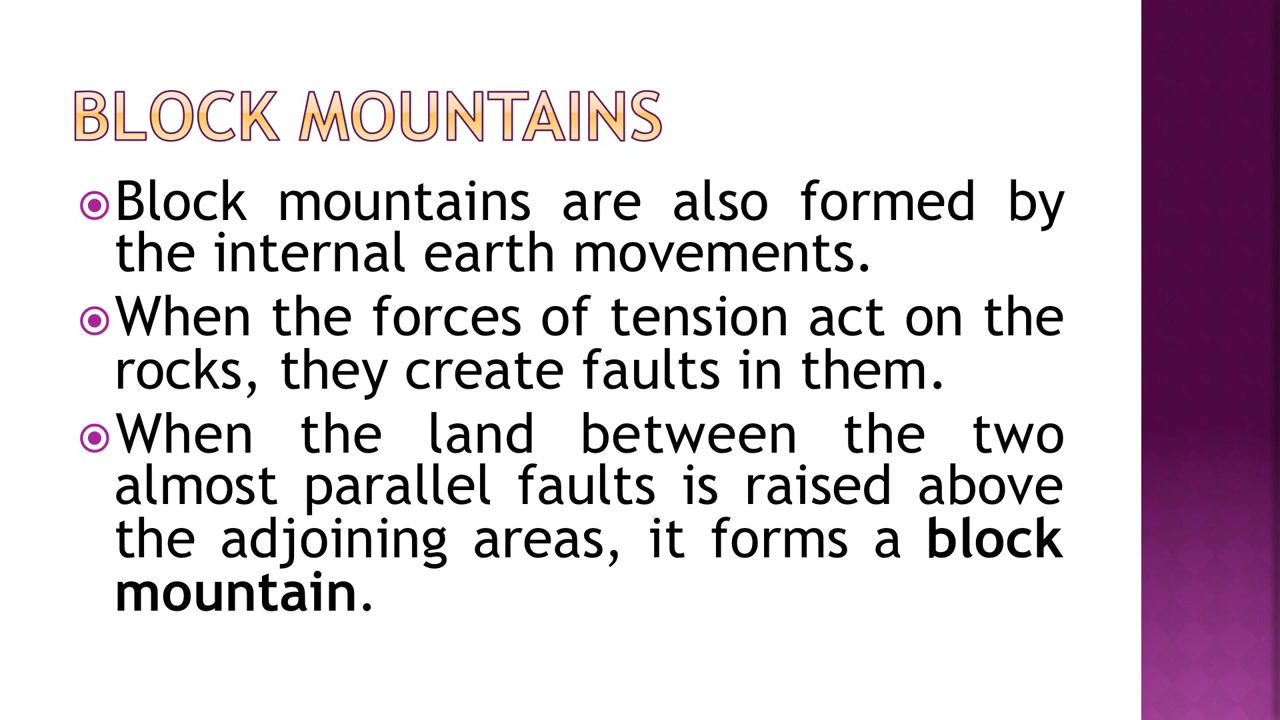 BLOCK MOUNTAINS
Block mountains are also formed by
the internal earth movements.
When the forces of tension act on the
rocks, they create faults in them.
When the land between the two
almost parallel faults is raised above
the adjoining areas, it forms a block
mountain.